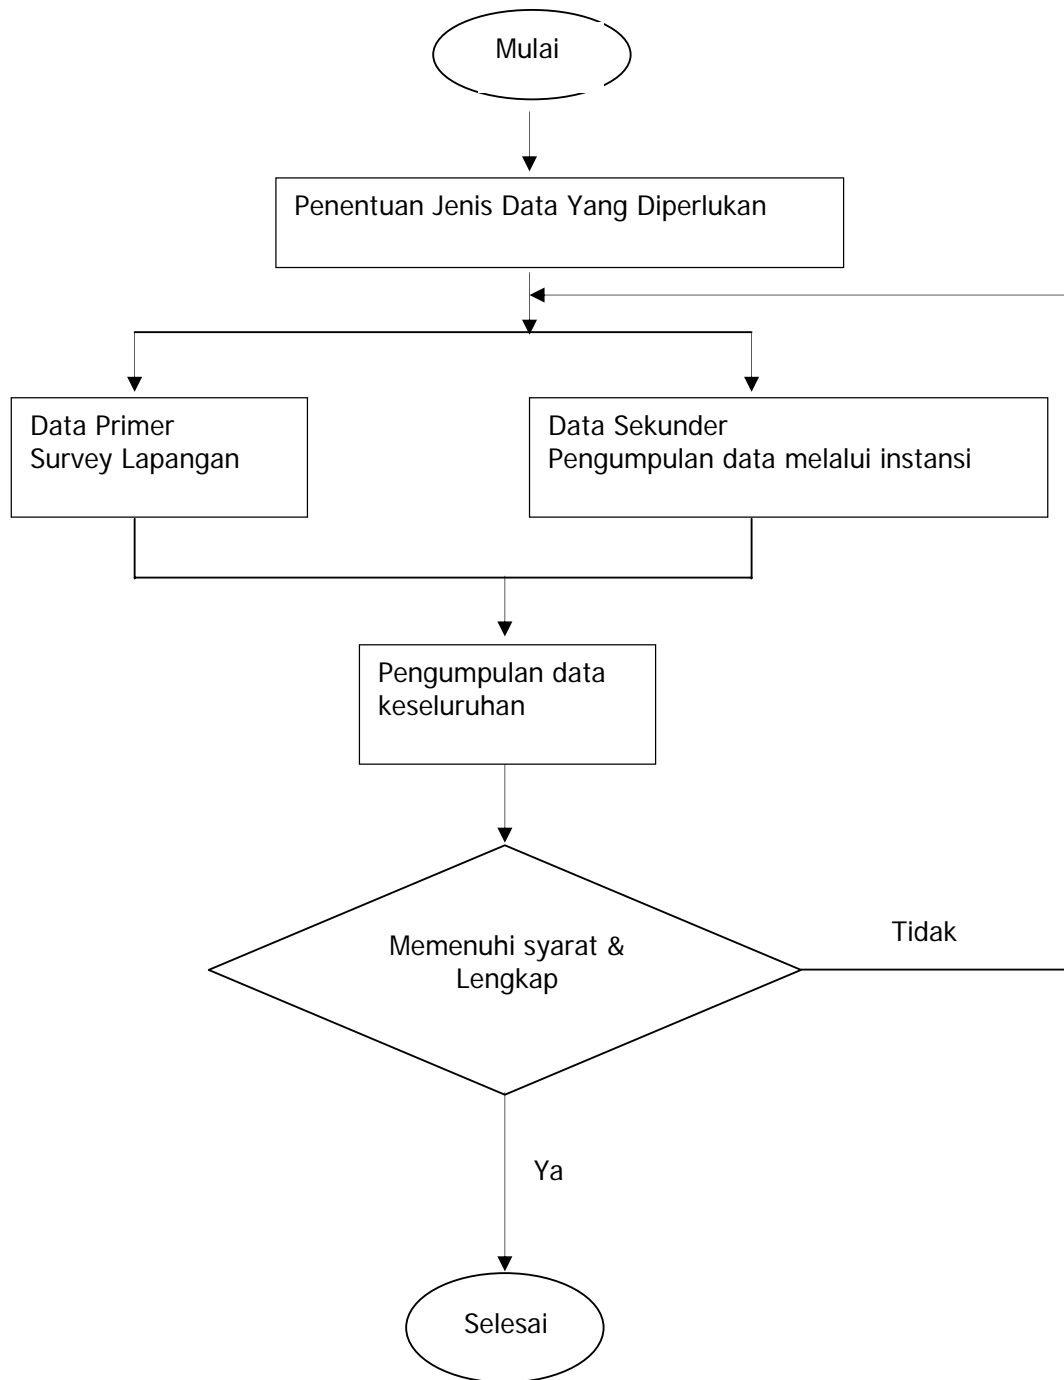 Mulai
Penentuan Jenis Data Yang Diperlukan
Data Primer
Survey Lapangan
Data Sekunder
Pengumpulan data melalui instansi
Pengumpulan data
keseluruhan
Memenuhi syarat &
Lengkap
Tidak
Ya
Selesai